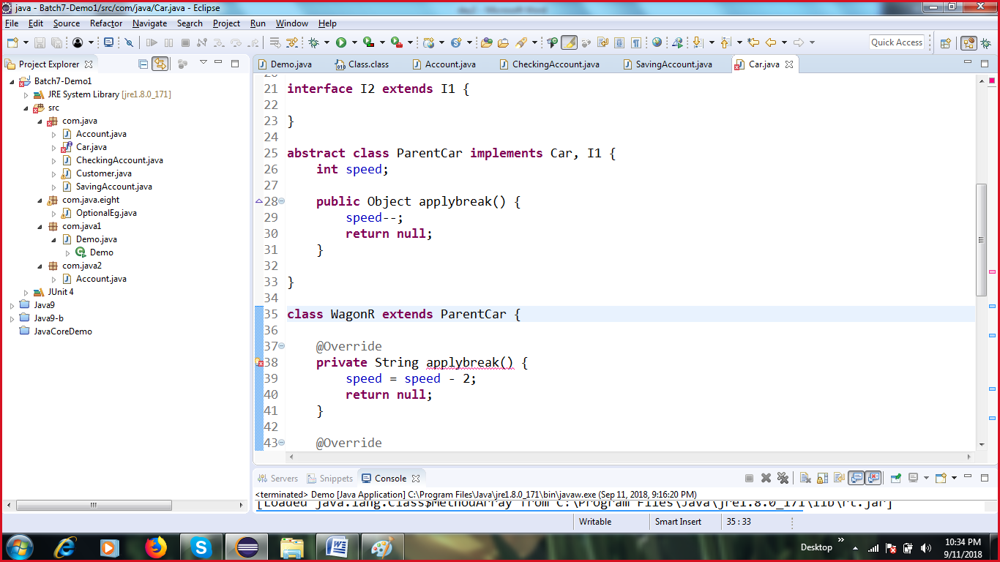 java - Batch7-Demo1/src/com/java/Car.java - Eclipse
File Edit Source Refactor Navigate Search Project Run Window Help
Quick Access
Project Explorer
Batch7-Demo1
JRE System Library [jre1.8.0_171]
src
com.java
Account.java
Car.java
CheckingAccount.java
Customer.java
SavingAccount.java
com.java.eight
OptionalEg.java
com.java1
Demo.java
Demo
com.java2
Account.java
JUnit 4
Java9
Java9-b
JavaCoreDemo
Demo.java Class.class Account.java CheckingAccount.java SavingAccount.java Car.java
20
21 interface I2 extends I1 {
22
23 }
24
25 abstract class ParentCar implements Car, I1 {
26 int speed;
27
28 public Object applybreak() {
29 speed--;
30 return null;
31 }
32
33 }
34
35 class WagonR extends ParentCar {
36
37 @Override
38 private String applybreak() {
39 speed = speed - 2;
40 return null;
41 }
42
43 @Override
Servers Snippets Console
<terminated> Demo [Java Application] C:\Program Files\Java\jre1.8.0_171\bin\javaw.exe (Sep 11, 2018, 9:16:20 PM)
[Loaded java.lang.Class$MethodArray from C:\Program Files\Java\jre1.8.0_171\lib\rt.jar]
Writable Smart Insert 35 : 33
Desktop
10:34 PM
9/11/2018